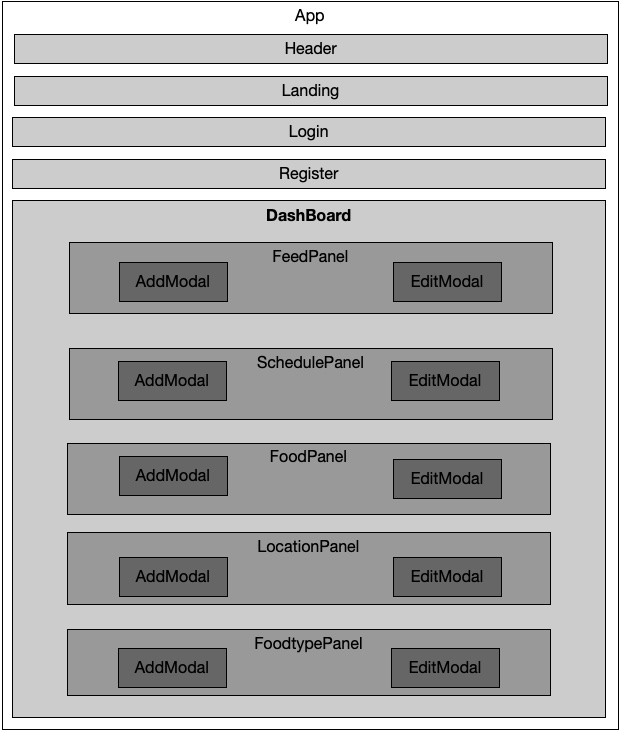 App
Header
Landing
Login
Register
DashBoard
FeedPanel
AddModal EditModal
SchedulePanel
AddModal EditModal
FoodPanel
AddModal EditModal
LocationPanel
AddModal EditModal
FoodtypePanel
AddModal EditModal